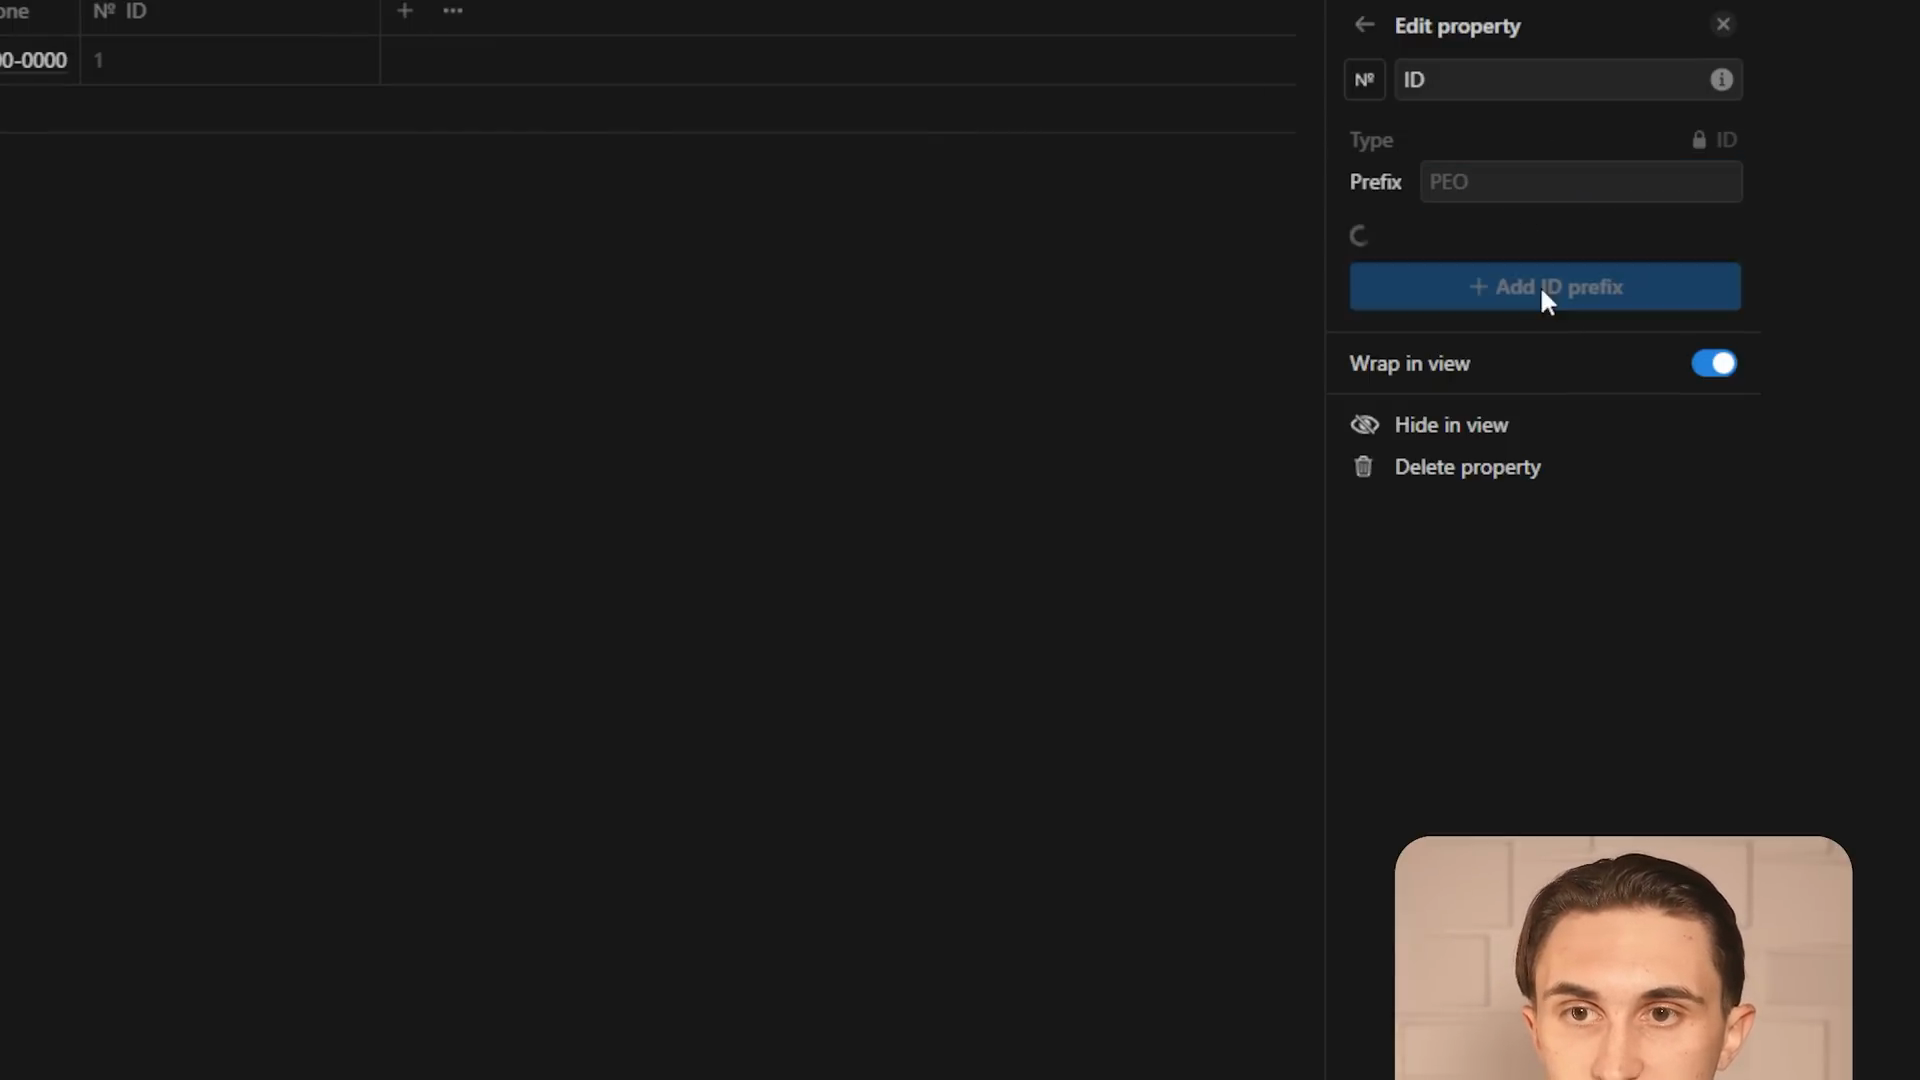 one Nº ID + •••
00-0000 1
Edit property
Nº ID
Type ID
Prefix PEO
+ Add ID prefix
Wrap in view
Hide in view
Delete property